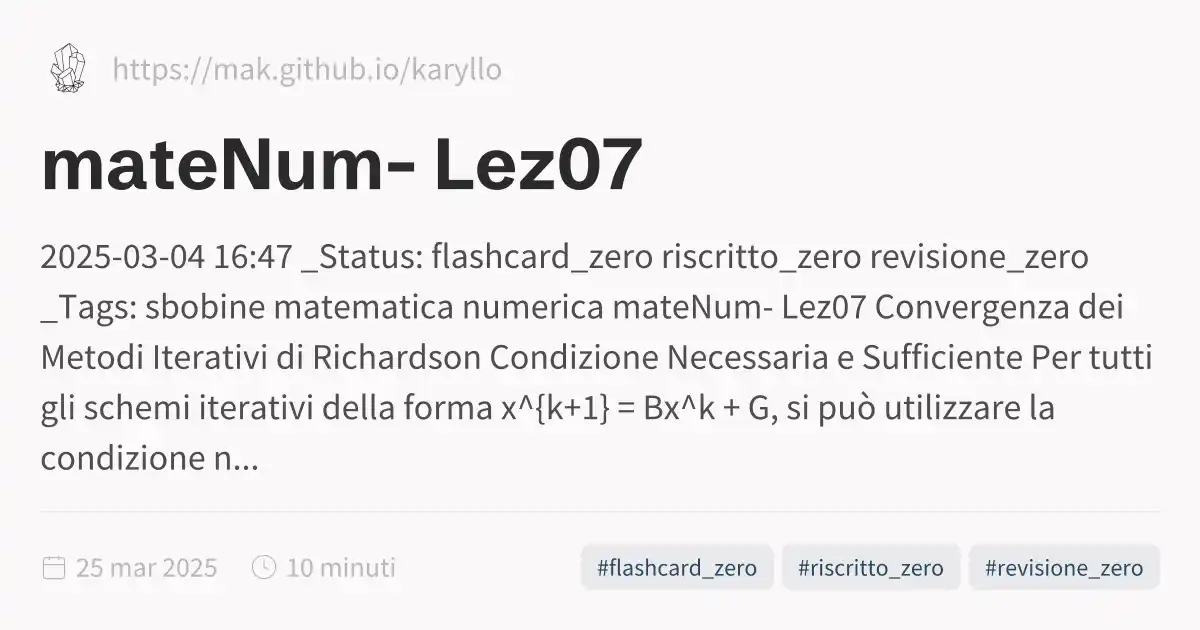 https://mak.github.io/karyllo
mateNum- Lez07
2025-03-04 16:47 _Status: flashcard_zero riscritto_zero revisione_zero
_Tags: sbobine matematica numerica mateNum- Lez07 Convergenza dei
Metodi Iterativi di Richardson Condizione Necessaria e Sufficiente Per tutti
gli schemi iterativi della forma x^{k+1} = Bx^k + G, si può utilizzare la
condizione n...
25 mar 2025 10 minuti #flashcard_zero #riscritto_zero #revisione_zero